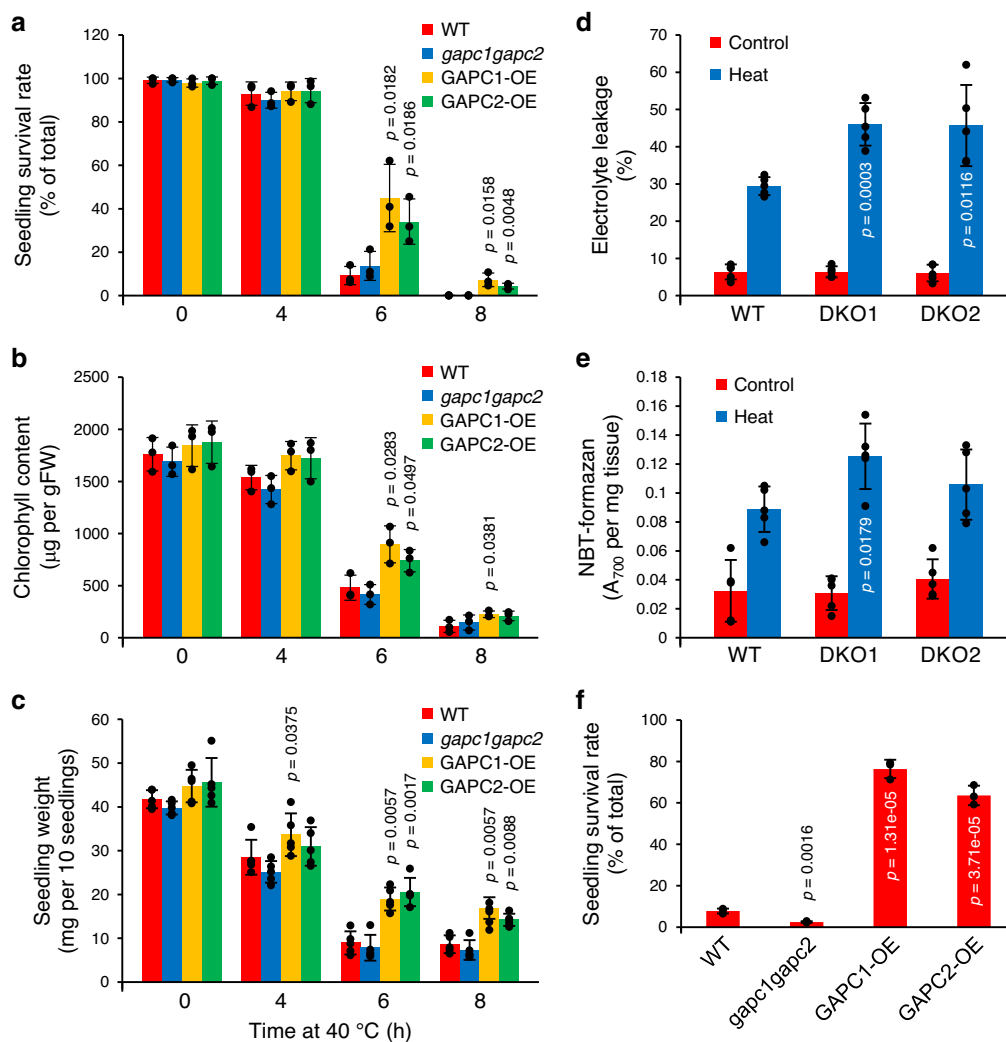 a
Seedling survival rate
(% of total)
120
100
80
60
40
20
0
WT
gapc1gapc2
GAPC1-OE
GAPC2-OE
p = 0.0182
p = 0.0186
p = 0.0158
p = 0.0048
0 4 6 8
b
Chlorophyll content
(μg per gFW)
2500
2000
1500
1000
500
0
WT
gapc1gapc2
GAPC1-OE
GAPC2-OE
p = 0.0283
p = 0.0497
p = 0.0381
0 4 6 8
c
Seedling weight
(mg per 10 seedlings)
60
50
40
30
20
10
0
WT
gapc1gapc2
GAPC1-OE
GAPC2-OE
p = 0.0375
p = 0.0057
p = 0.0017
p = 0.0057
p = 0.0088
0 4 6 8
Time at 40 °C (h)
d
Electrolyte leakage
(%)
70
60
50
40
30
20
10
0
Control
Heat
p = 0.0003
p = 0.0116
WT DKO1 DKO2
e
NBT-formazan
(A700 per mg tissue)
0.18
0.16
0.14
0.12
0.1
0.08
0.06
0.04
0.02
0
Control
Heat
p = 0.0179
WT DKO1 DKO2
f
Seedling survival rate
(% of total)
100
80
60
40
20
0
p = 0.0016
p = 1.31e-05
p = 3.71e-05
WT
gapc1gapc2
GAPC1-OE
GAPC2-OE